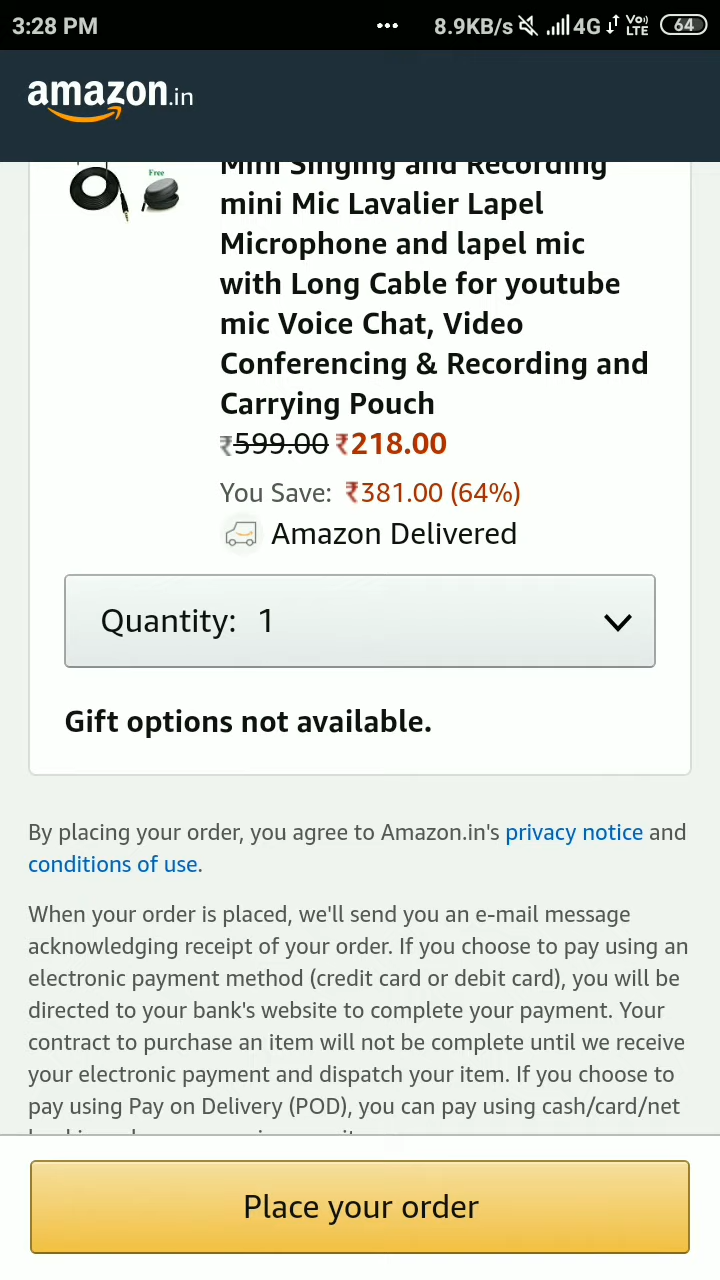 3:28 PM ... 8.9KB/s 4G Vo) LTE 64
amazon.in
Free
Mini Singing and Recording
mini Mic Lavalier Lapel
Microphone and lapel mic
with Long Cable for youtube
mic Voice Chat, Video
Conferencing & Recording and
Carrying Pouch
₹599.00 ₹218.00
You Save: ₹381.00 (64%)
Amazon Delivered
Quantity: 1
Gift options not available.
By placing your order, you agree to Amazon.in's privacy notice and
conditions of use.
When your order is placed, we'll send you an e-mail message
acknowledging receipt of your order. If you choose to pay using an
electronic payment method (credit card or debit card), you will be
directed to your bank's website to complete your payment. Your
contract to purchase an item will not be complete until we receive
your electronic payment and dispatch your item. If you choose to
pay using Pay on Delivery (POD), you can pay using cash/card/net
Place your order